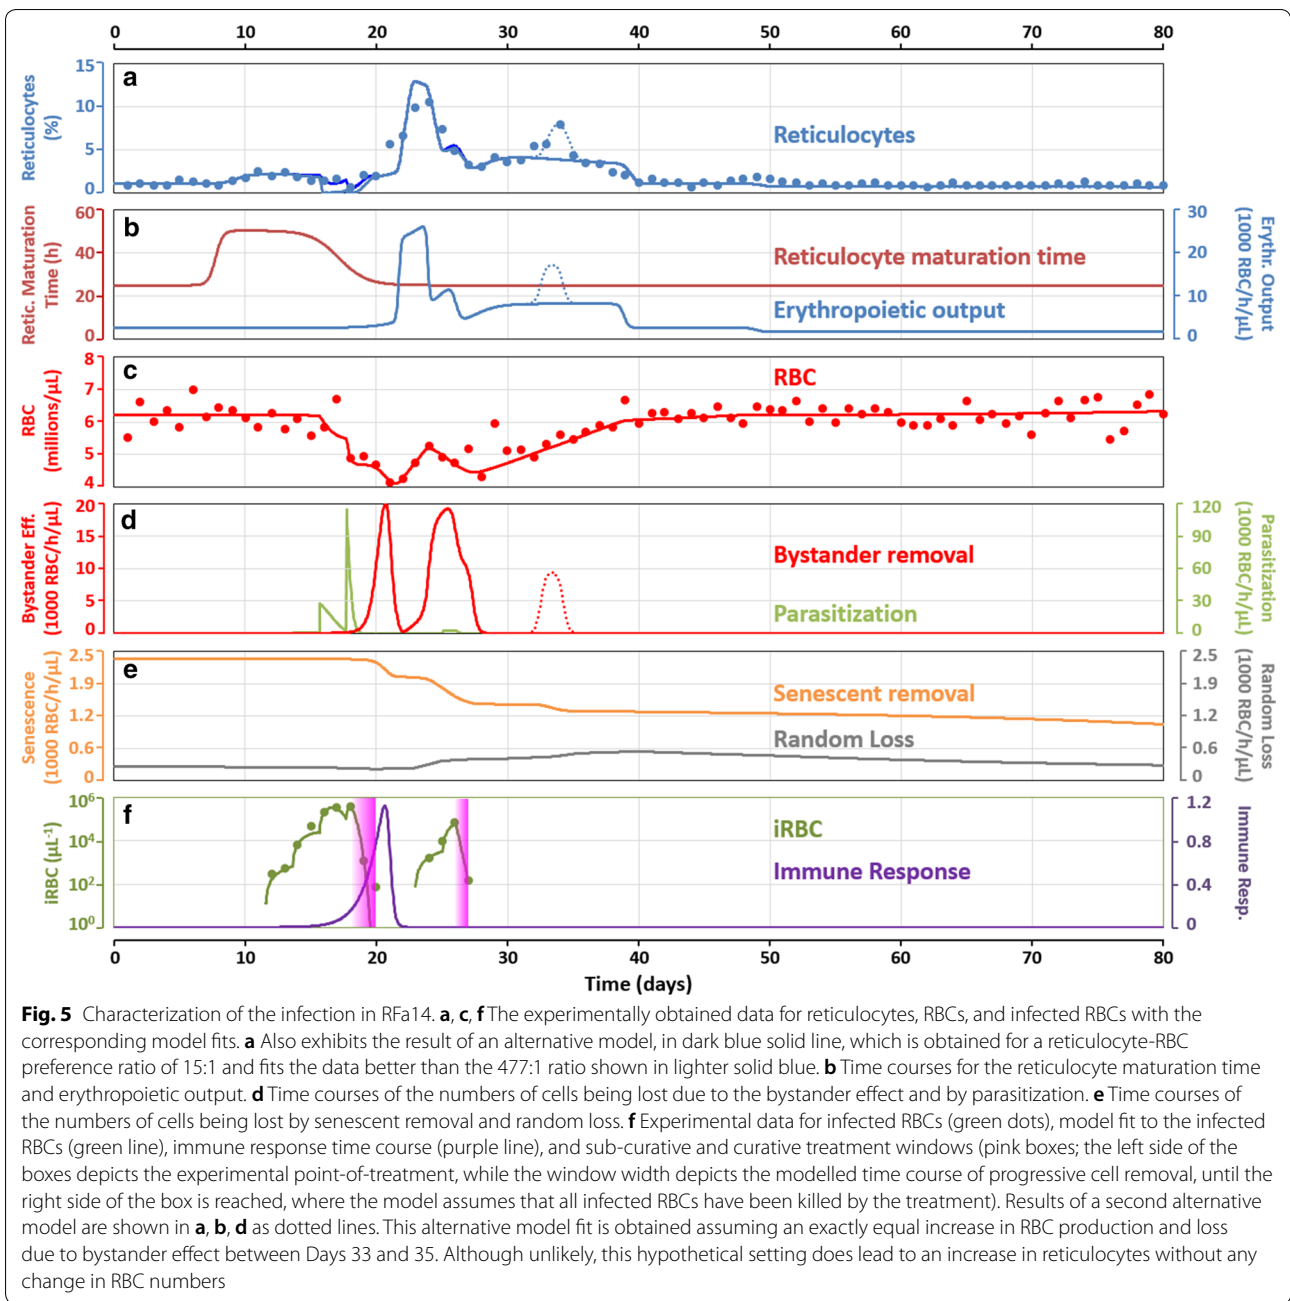 0 10 20 30 40 50 60 70 80
a
Reticulocytes
(%)
15
10
5
0
Reticulocytes
b
Retic. Maturation
Time (h)
60
40
20
0
Reticulocyte maturation time
Erythropoietic output
30
20
10
0
Erythr. Output
(1000 RBC/h/μL)
c
RBC
(millions/μL)
8
7
6
5
4
RBC
d
Bystander Eff.
(1000 RBC/h/μL)
20
15
10
5
0
Bystander removal
Parasitization
120
90
60
30
0
Parasitization
(1000 RBC/h/μL)
e
Senescence
(1000 RBC/h/μL)
2.5
1.9
1.2
0.6
0
Senescent removal
Random Loss
2.5
1.9
1.2
0.6
0
Random Loss
(1000 RBC/h/μL)
f
iRBC (μL⁻¹)
10⁶
10⁴
10²
10⁰
iRBC
Immune Response
1.2
0.8
0.4
0
Immune Resp.
0 10 20 30 40 50 60 70 80
Time (days)
Fig. 5 Characterization of the infection in RFa14. a, c, f The experimentally obtained data for reticulocytes, RBCs, and infected RBCs with the
corresponding model fits. a Also exhibits the result of an alternative model, in dark blue solid line, which is obtained for a reticulocyte-RBC
preference ratio of 15:1 and fits the data better than the 477:1 ratio shown in lighter solid blue. b Time courses for the reticulocyte maturation time
and erythropoietic output. d Time courses of the numbers of cells being lost due to the bystander effect and by parasitization. e Time courses of
the numbers of cells being lost by senescent removal and random loss. f Experimental data for infected RBCs (green dots), model fit to the infected
RBCs (green line), immune response time course (purple line), and sub-curative and curative treatment windows (pink boxes; the left side of the
boxes depicts the experimental point-of-treatment, while the window width depicts the modelled time course of progressive cell removal, until the
right side of the box is reached, where the model assumes that all infected RBCs have been killed by the treatment). Results of a second alternative
model are shown in a, b, d as dotted lines. This alternative model fit is obtained assuming an exactly equal increase in RBC production and loss
due to bystander effect between Days 33 and 35. Although unlikely, this hypothetical setting does lead to an increase in reticulocytes without any
change in RBC numbers